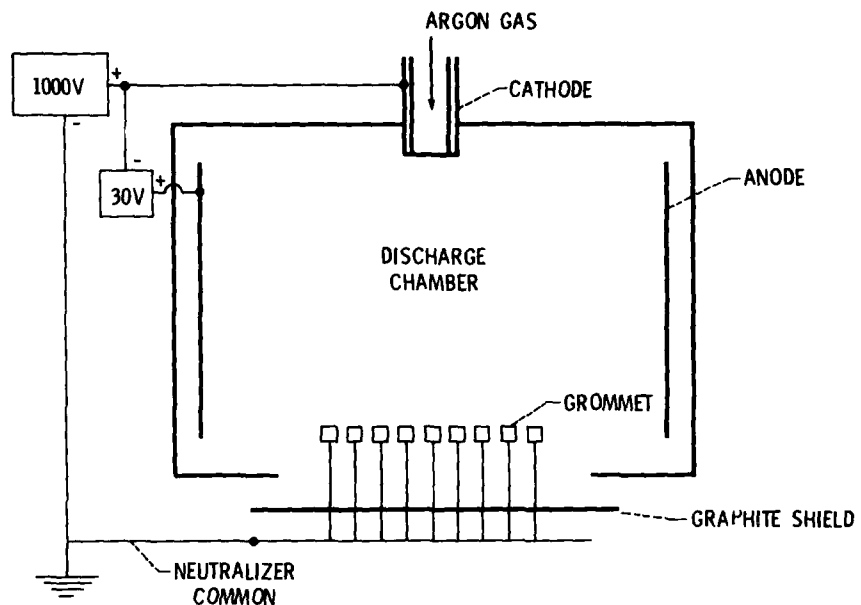 ARGON GAS
1000V
+
CATHODE
-
-
30V
+
ANODE
DISCHARGE
CHAMBER
GROMMET
GRAPHITE SHIELD
NEUTRALIZER
COMMON